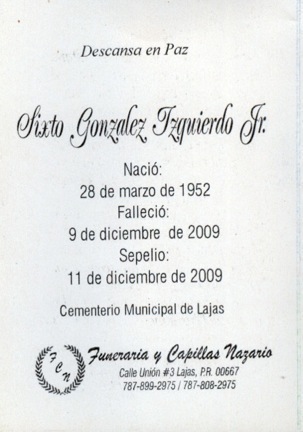 Descansa en Paz
Sixto Gonzalez Izquierdo Jr.
Nació:
28 de marzo de 1952
Falleció:
9 de diciembre de 2009
Sepelio:
11 de diciembre de 2009
Cementerio Municipal de Lajas
F C N
Funeraria y Capillas Nazario
Calle Unión #3 Lajas, P.R. 00667
787-899-2975 / 787-808-2975